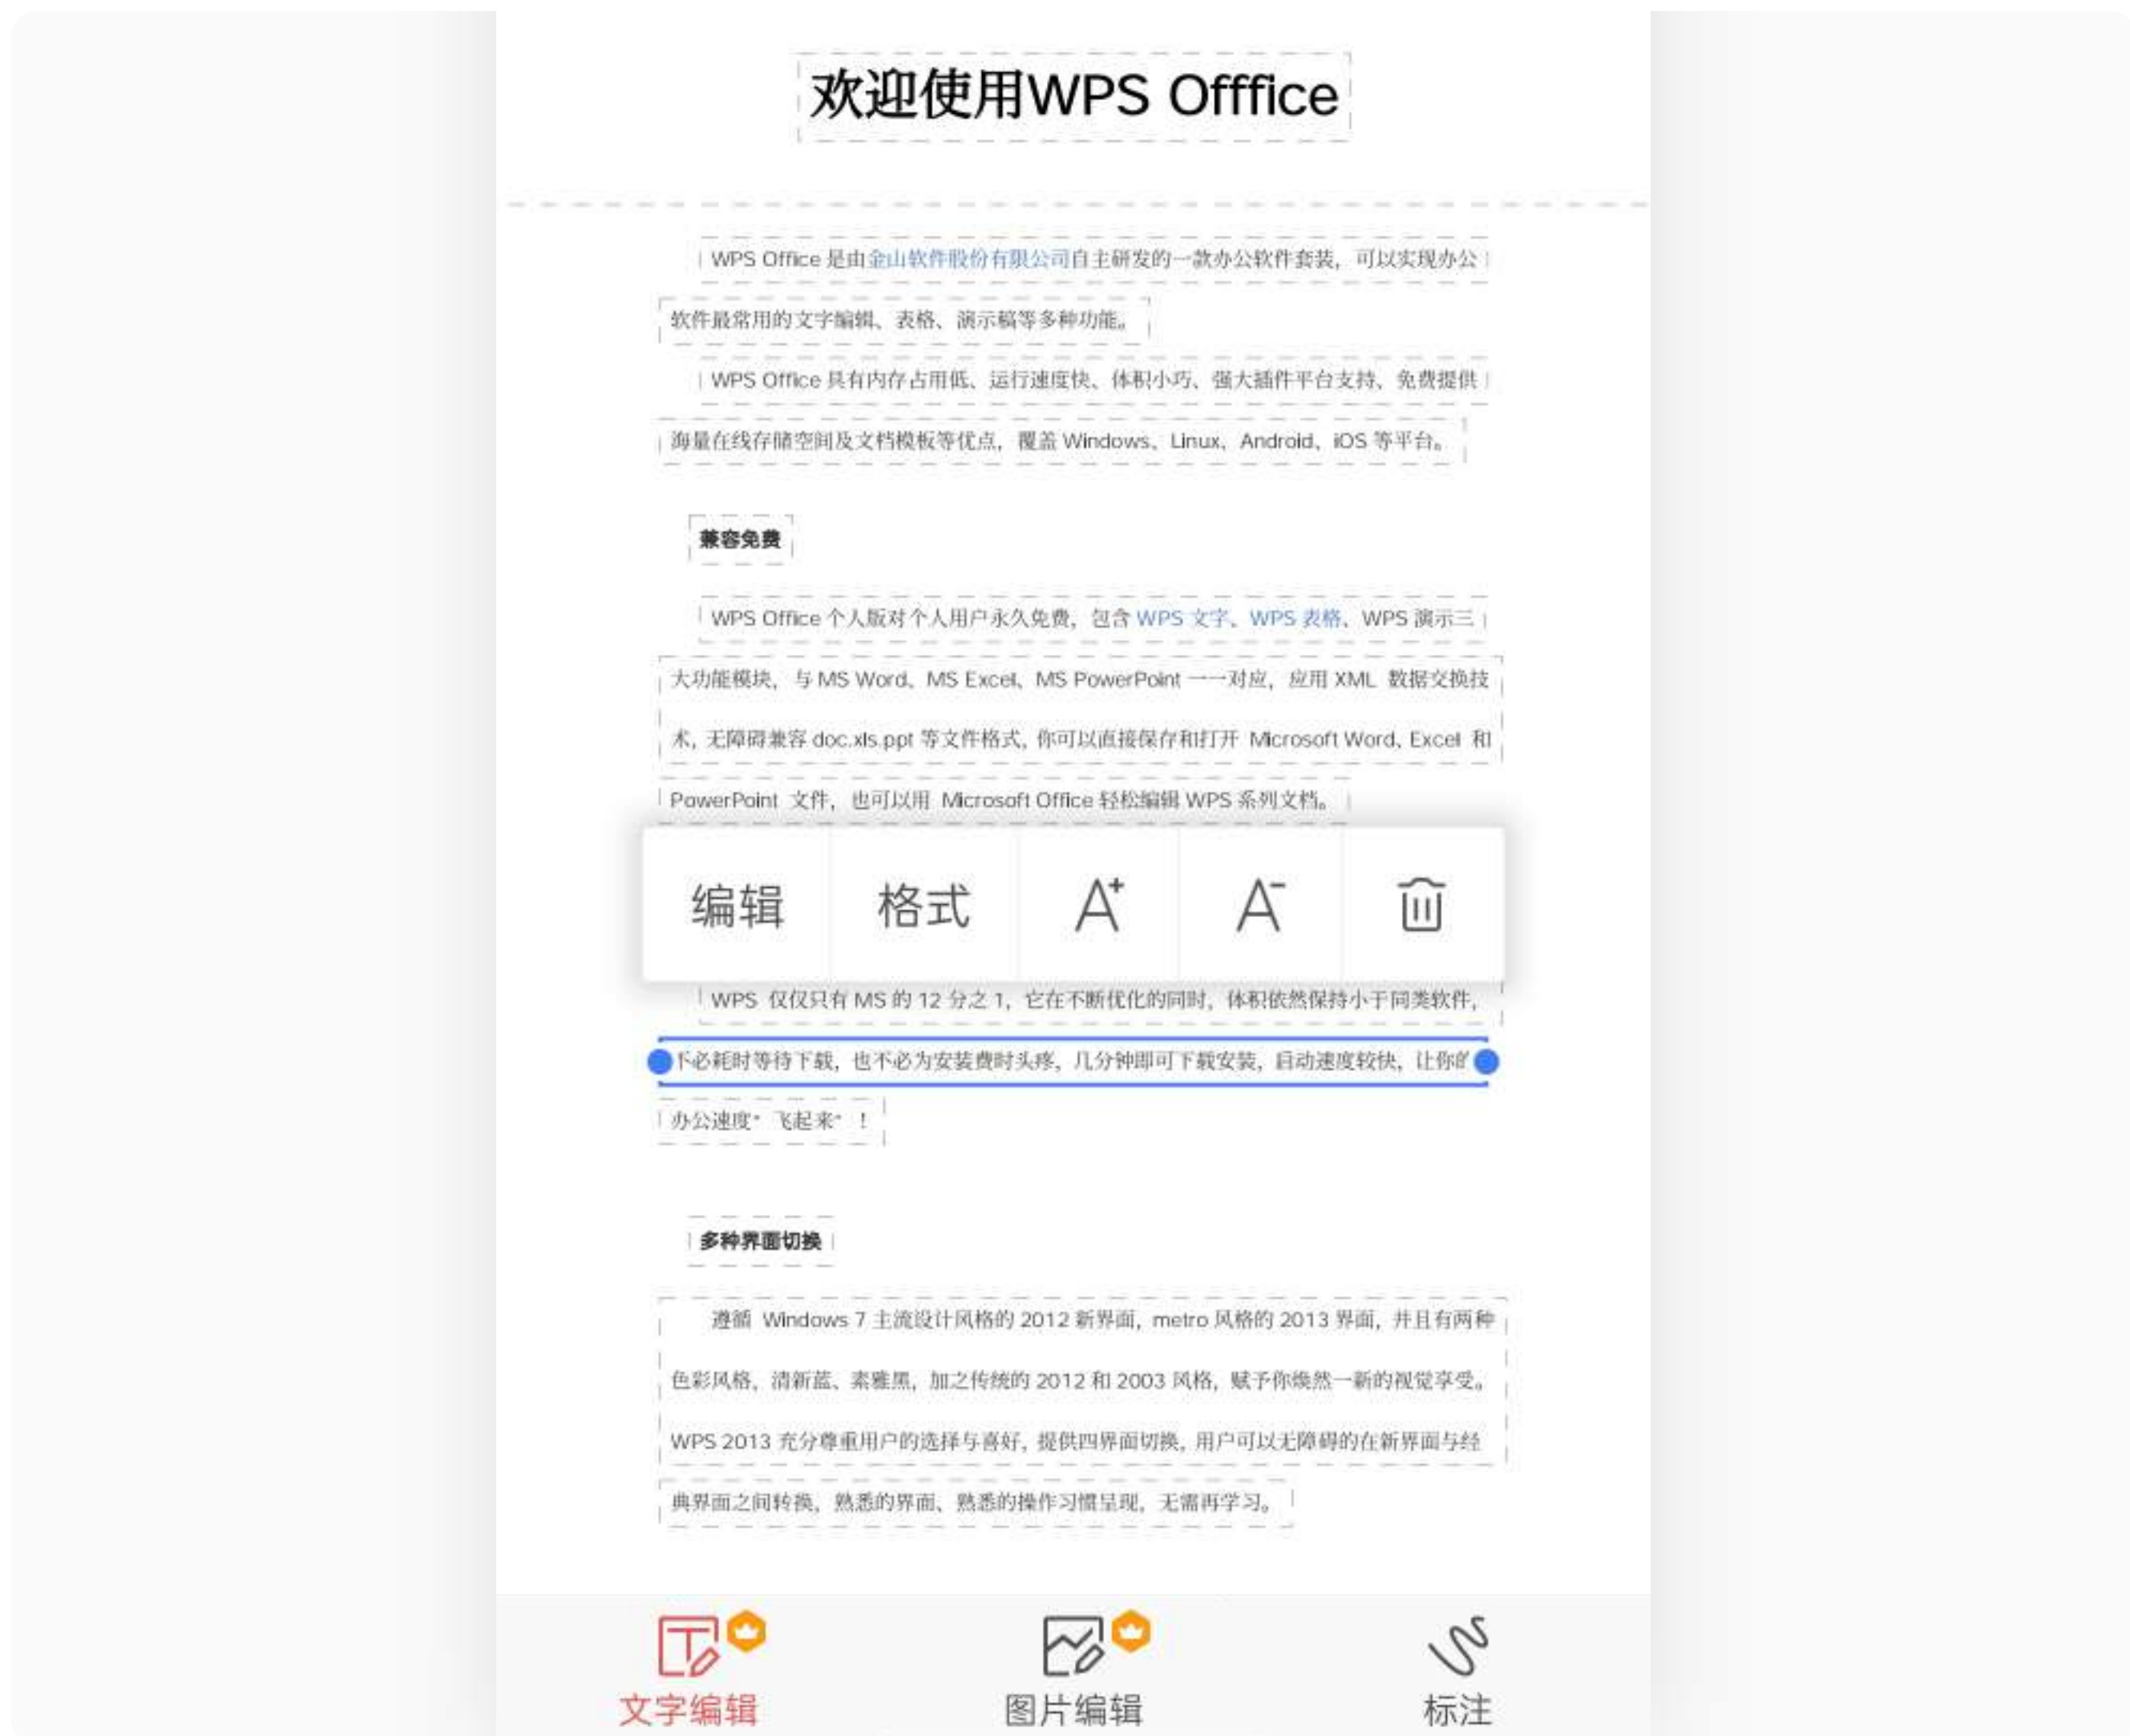 欢迎使用WPS Offfice
WPS Office 是由金山软件股份有限公司自主研发的一款办公软件套装，可以实现办公
软件最常用的文字编辑、表格、演示稿等多种功能。
WPS Office 具有内存占用低、运行速度快、体积小巧、强大插件平台支持、免费提供
海量在线存储空间及文档模板等优点，覆盖 Windows、Linux、Android、iOS 等平台。
兼容免费
WPS Office 个人版对个人用户永久免费，包含 WPS 文字、WPS 表格、WPS 演示三
大功能模块，与 MS Word、MS Excel、MS PowerPoint 一一对应，应用 XML 数据交换技
术，无障碍兼容 doc.xls.ppt 等文件格式，你可以直接保存和打开 Microsoft Word、Excel 和
PowerPoint 文件，也可以用 Microsoft Office 轻松编辑 WPS 系列文档。
编辑 格式 A+ A-
WPS 仅仅只有 MS 的 12 分之 1，它在不断优化的同时，体积依然保持小于同类软件，
不必耗时等待下载，也不必为安装费时头疼，几分钟即可下载安装，启动速度较快，让你的
办公速度“飞起来”！
多种界面切换
遵循 Windows 7 主流设计风格的 2012 新界面，metro 风格的 2013 界面，并且有两种
色彩风格，清新蓝、素雅黑，加之传统的 2012 和 2003 风格，赋予你焕然一新的视觉享受。
WPS 2013 充分尊重用户的选择与喜好，提供四界面切换，用户可以无障碍的在新界面与经
典界面之间转换，熟悉的界面、熟悉的操作习惯呈现，无需再学习。
文字编辑 图片编辑 标注